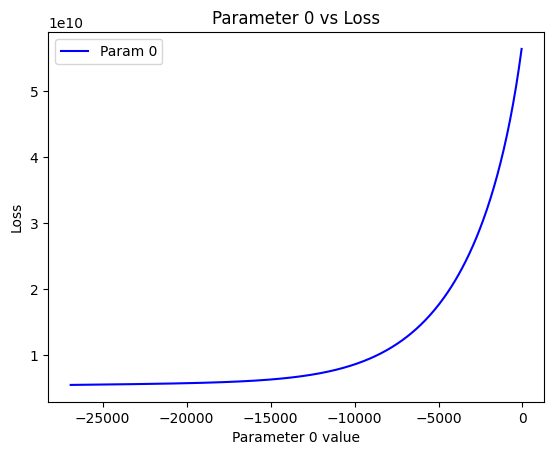 Parameter 0 vs Loss
1e10
Param 0
5
4
3
2
1
Loss
−25000 −20000 −15000 −10000 −5000 0
Parameter 0 value